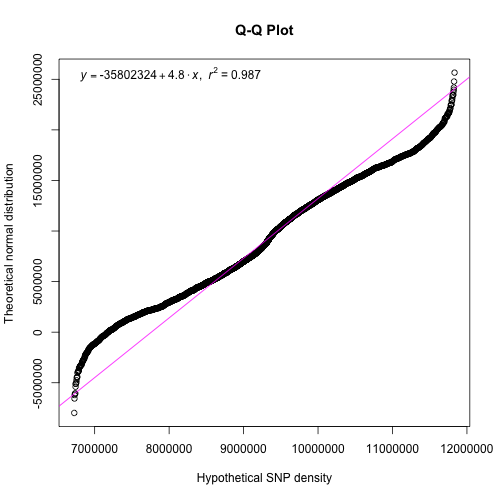 Q-Q Plot
y = -35802324 + 4.8 · x, r² = 0.987
Theoretical normal distribution
25000000
15000000
5000000
0
-5000000
7000000 8000000 9000000 10000000 11000000 12000000
Hypothetical SNP density